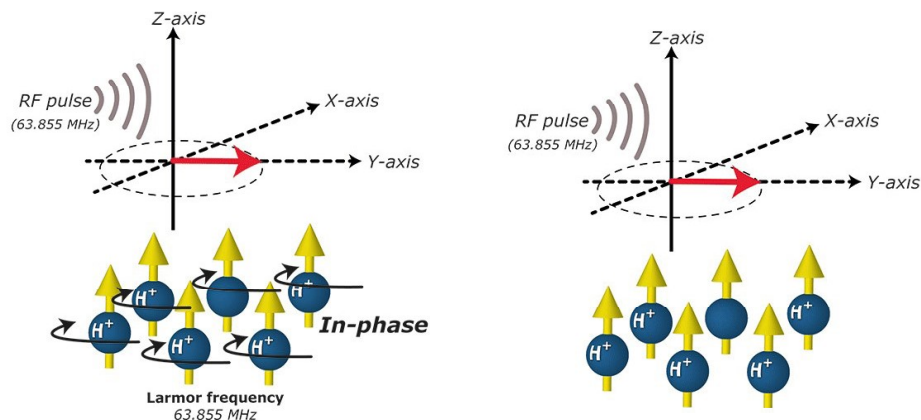 Z-axis
RF pulse
(63.855 MHz)
X-axis
Y-axis
H+
H+
H+
H+
H+
In-phase
Larmor frequency
63.855 MHz
Z-axis
RF pulse
(63.855 MHz)
X-axis
Y-axis
H+
H+
H+
H+
H+